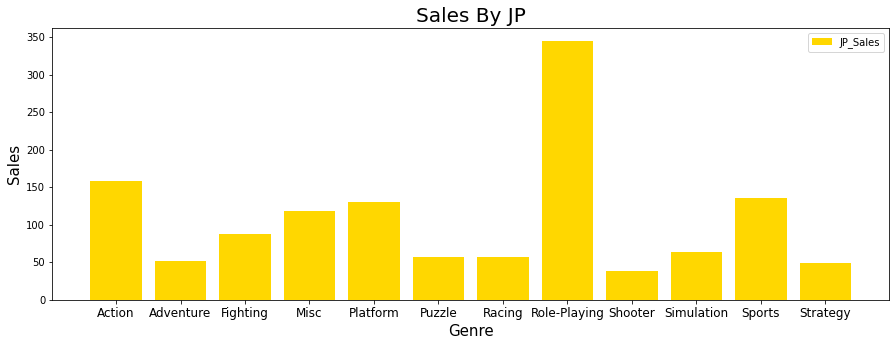 Sales By JP
JP_Sales
Sales
350
300
250
200
150
100
50
0
Action Adventure Fighting Misc Platform Puzzle Racing Role-Playing Shooter Simulation Sports Strategy
Genre